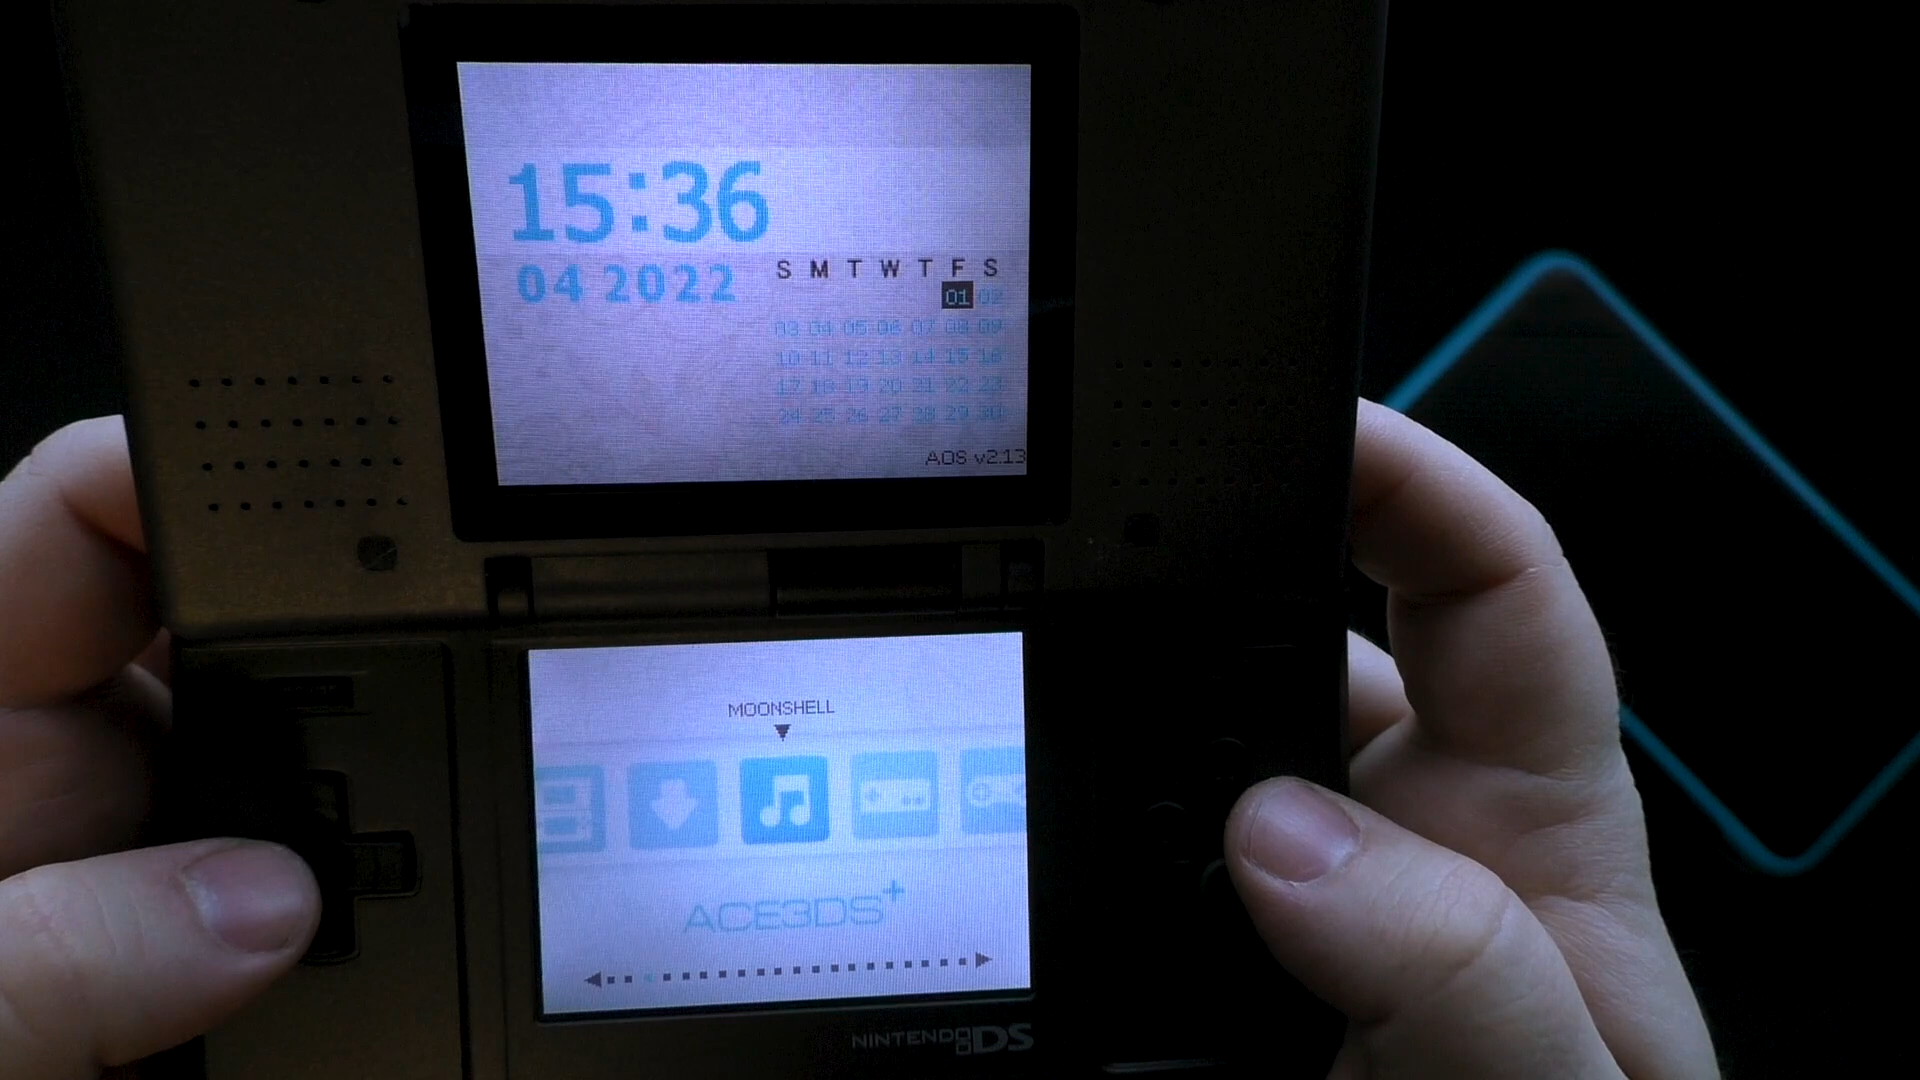 15:36
04 2022
S M T W T F S
01 02
03 04 05 06 07 08 09
10 11 12 13 14 15 16
17 18 19 20 21 22 23
24 25 26 27 28 29 30
AOS v2.13
MOONSHELL
ACE3DS+
NINTENDO DS